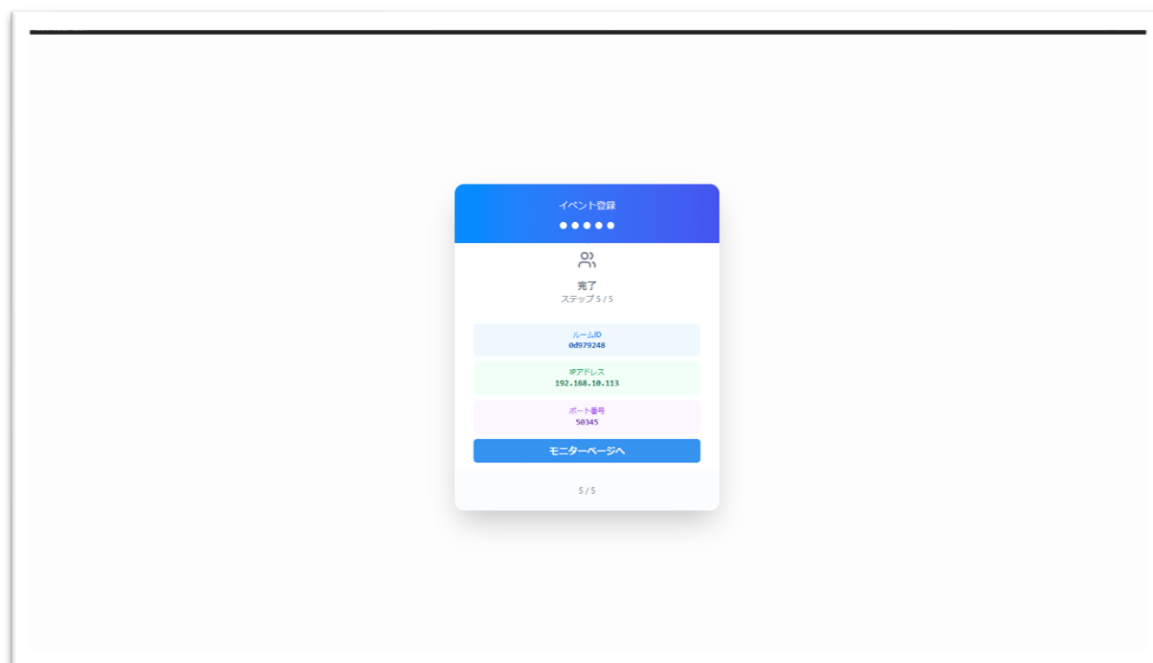 イベント登録
完了
ステップ 5 / 5
ルームID
0d979248
IPアドレス
192.168.10.113
ポート番号
50345
モニターページへ
5 / 5